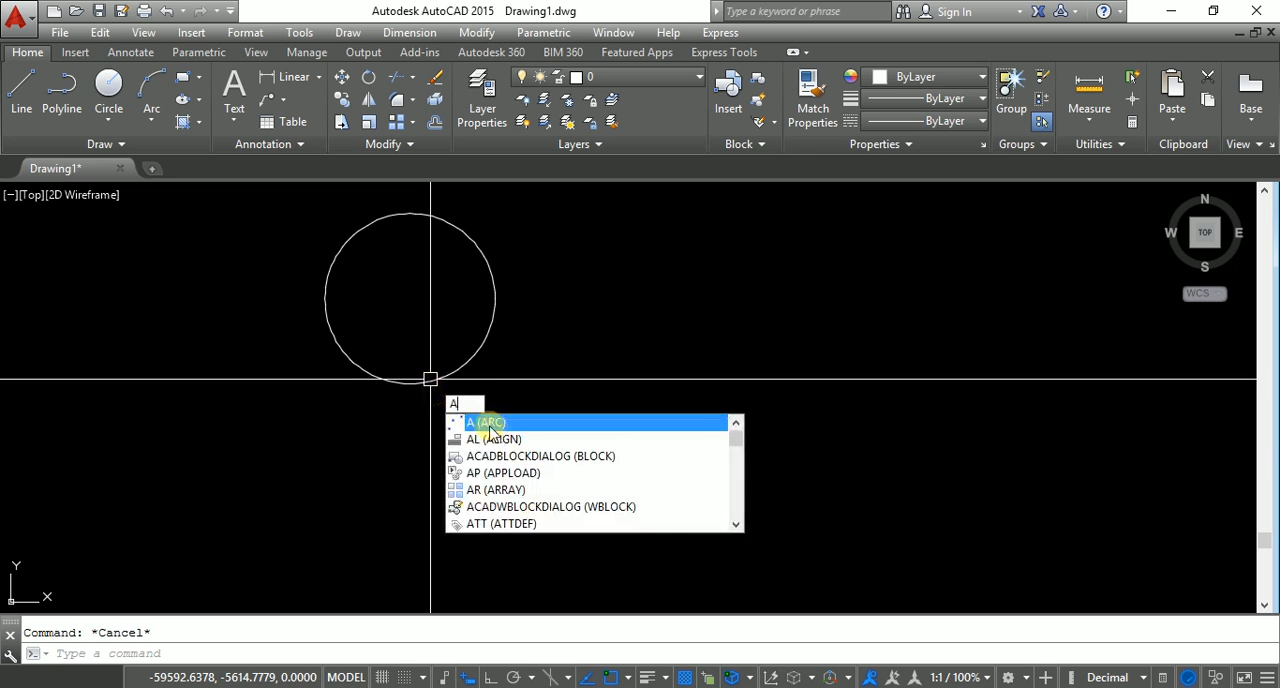 Autodesk AutoCAD 2015 Drawing1.dwg
Type a keyword or phrase
Sign In
File Edit View Insert Format Tools Draw Dimension Modify Parametric Window Help Express
Home Insert Annotate Parametric View Manage Output Add-ins Autodesk 360 BIM 360 Featured Apps Express Tools
Line Polyline Circle Arc
Text Linear
Table
Layer Properties
0
Insert
Match Properties
ByLayer
ByLayer
ByLayer
Group
Measure
Paste
Base
Draw Annotation Modify Layers Block Properties Groups Utilities Clipboard View
Drawing1*
[−][Top][2D Wireframe]
N
W TOP E
S
WCS
A
A (ARC)
AL (ALIGN)
ACADBLOCKDIALOG (BLOCK)
AP (APPLOAD)
AR (ARRAY)
ACADWBLOCKDIALOG (WBLOCK)
ATT (ATTDEF)
Y
X
Command: *Cancel*
Type a command
-59592.6378, -5614.7779, 0.0000 MODEL 1:1 / 100% Decimal